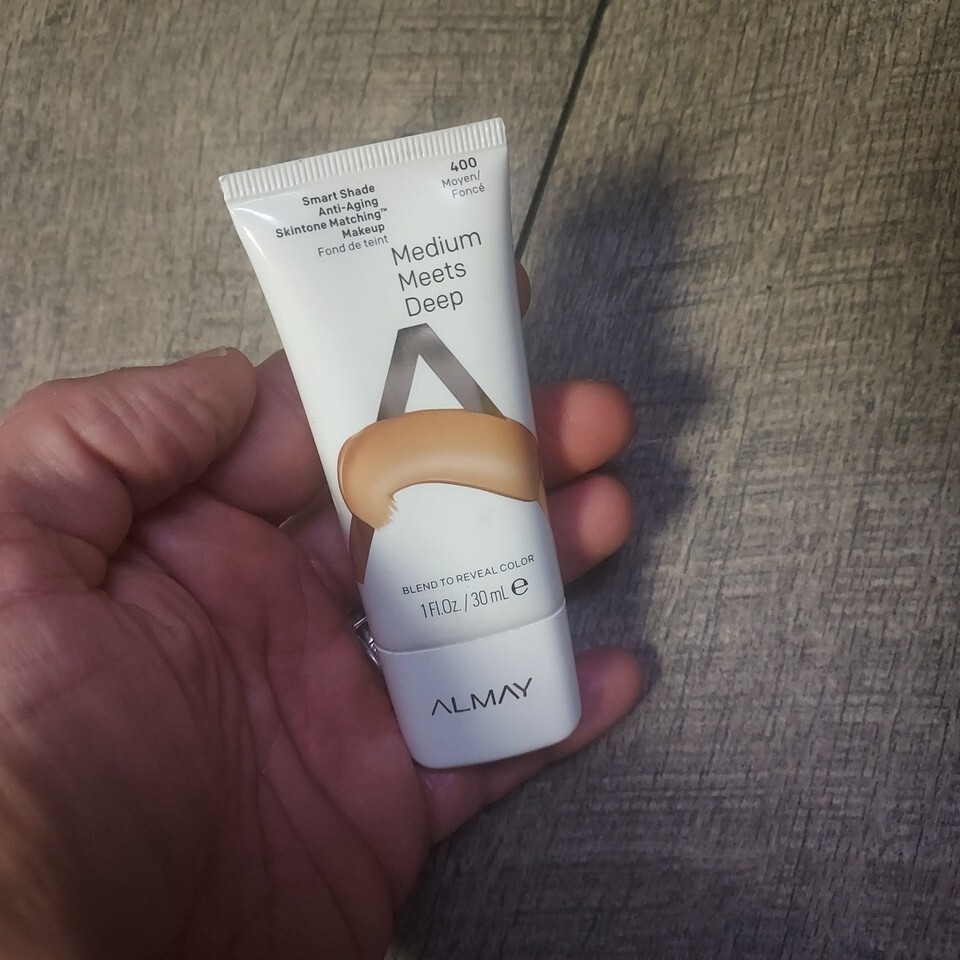 Smart Shade
Anti-Aging
Skintone Matching™
Makeup
Fond de teint
400
Moyen/
Foncé
Medium
Meets
Deep
BLEND TO REVEAL COLOR
1 Fl.Oz. / 30 mL ℮
ALMAY